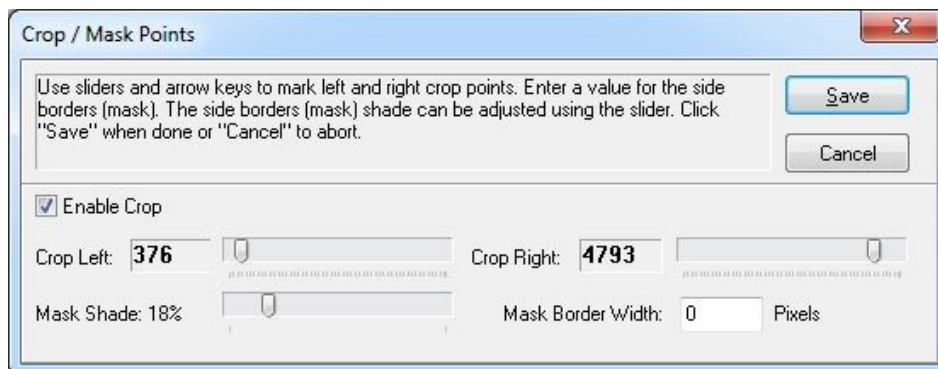 Crop / Mask Points
Use sliders and arrow keys to mark left and right crop points. Enter a value for the side
borders (mask). The side borders (mask) shade can be adjusted using the slider. Click
"Save" when done or "Cancel" to abort.
Save
Cancel
Enable Crop
Crop Left: 376 Crop Right: 4793
Mask Shade: 18% Mask Border Width: 0 Pixels